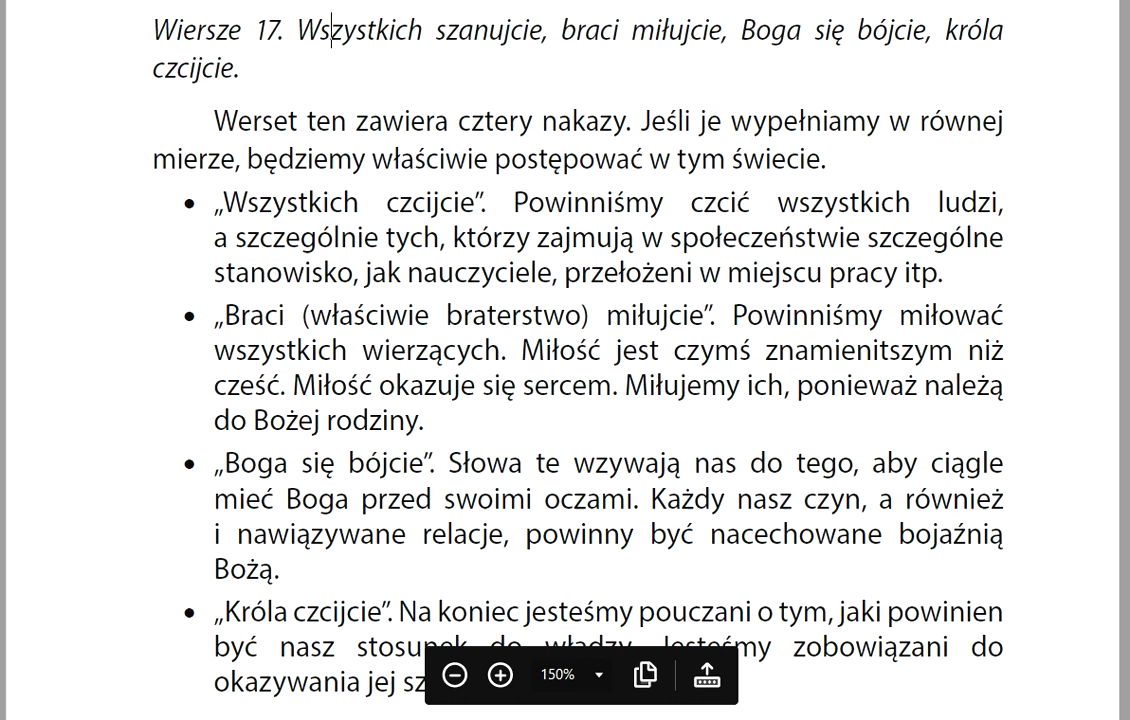 Wiersze 17. Wszystkich szanujcie, braci miłujcie, Boga się bójcie, króla
czcijcie.
Werset ten zawiera cztery nakazy. Jeśli je wypełniamy w równej
mierze, będziemy właściwie postępować w tym świecie.
• „Wszystkich czcijcie”. Powinniśmy czcić wszystkich ludzi,
a szczególnie tych, którzy zajmują w społeczeństwie szczególne
stanowisko, jak nauczyciele, przełożeni w miejscu pracy itp.
• „Braci (właściwie braterstwo) miłujcie”. Powinniśmy miłować
wszystkich wierzących. Miłość jest czymś znamienitszym niż
cześć. Miłość okazuje się sercem. Miłujemy ich, ponieważ należą
do Bożej rodziny.
• „Boga się bójcie”. Słowa te wzywają nas do tego, aby ciągle
mieć Boga przed swoimi oczami. Każdy nasz czyn, a również
i nawiązywane relacje, powinny być nacechowane bojaźnią
Bożą.
• „Króla czcijcie”. Na koniec jesteśmy pouczani o tym, jaki powinien
być nasz stosunek do władzy. Jesteśmy zobowiązani do
okazywania jej
150%